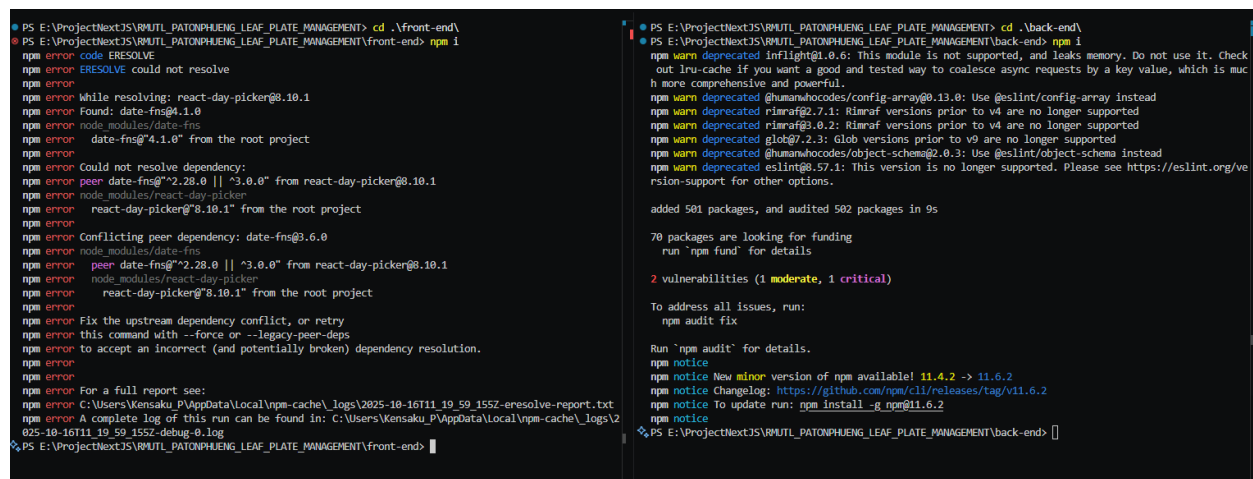 PS E:\ProjectNextJS\RMUTL_PATONPHUENG_LEAF_PLATE_MANAGEMENT> cd .\front-end\
PS E:\ProjectNextJS\RMUTL_PATONPHUENG_LEAF_PLATE_MANAGEMENT\front-end> npm i
npm error code ERESOLVE
npm error ERESOLVE could not resolve
npm error
npm error While resolving: react-day-picker@8.10.1
npm error Found: date-fns@4.1.0
npm error node_modules/date-fns
npm error   date-fns@"4.1.0" from the root project
npm error
npm error Could not resolve dependency:
npm error peer date-fns@"^2.28.0 || ^3.0.0" from react-day-picker@8.10.1
npm error node_modules/react-day-picker
npm error   react-day-picker@"8.10.1" from the root project
npm error
npm error Conflicting peer dependency: date-fns@3.6.0
npm error node_modules/date-fns
npm error   peer date-fns@"^2.28.0 || ^3.0.0" from react-day-picker@8.10.1
npm error   node_modules/react-day-picker
npm error     react-day-picker@"8.10.1" from the root project
npm error
npm error Fix the upstream dependency conflict, or retry
npm error this command with --force or --legacy-peer-deps
npm error to accept an incorrect (and potentially broken) dependency resolution.
npm error
npm error
npm error For a full report see:
npm error C:\Users\Kensaku_P\AppData\Local\npm-cache\_logs\2025-10-16T11_19_59_155Z-eresolve-report.txt
npm error A complete log of this run can be found in: C:\Users\Kensaku_P\AppData\Local\npm-cache\_logs\2
025-10-16T11_19_59_155Z-debug-0.log
PS E:\ProjectNextJS\RMUTL_PATONPHUENG_LEAF_PLATE_MANAGEMENT\front-end>
PS E:\ProjectNextJS\RMUTL_PATONPHUENG_LEAF_PLATE_MANAGEMENT> cd .\back-end\
PS E:\ProjectNextJS\RMUTL_PATONPHUENG_LEAF_PLATE_MANAGEMENT\back-end> npm i
npm warn deprecated inflight@1.0.6: This module is not supported, and leaks memory. Do not use it. Check
out lru-cache if you want a good and tested way to coalesce async requests by a key value, which is muc
h more comprehensive and powerful.
npm warn deprecated @humanwhocodes/config-array@0.13.0: Use @eslint/config-array instead
npm warn deprecated rimraf@2.7.1: Rimraf versions prior to v4 are no longer supported
npm warn deprecated rimraf@3.0.2: Rimraf versions prior to v4 are no longer supported
npm warn deprecated glob@7.2.3: Glob versions prior to v9 are no longer supported
npm warn deprecated @humanwhocodes/object-schema@2.0.3: Use @eslint/object-schema instead
npm warn deprecated eslint@8.57.1: This version is no longer supported. Please see https://eslint.org/ve
rsion-support for other options.
added 501 packages, and audited 502 packages in 9s
70 packages are looking for funding
  run `npm fund` for details
2 vulnerabilities (1 moderate, 1 critical)
To address all issues, run:
  npm audit fix
Run `npm audit` for details.
npm notice
npm notice New minor version of npm available! 11.4.2 -> 11.6.2
npm notice Changelog: https://github.com/npm/cli/releases/tag/v11.6.2
npm notice To update run: npm install -g npm@11.6.2
npm notice
PS E:\ProjectNextJS\RMUTL_PATONPHUENG_LEAF_PLATE_MANAGEMENT\back-end>